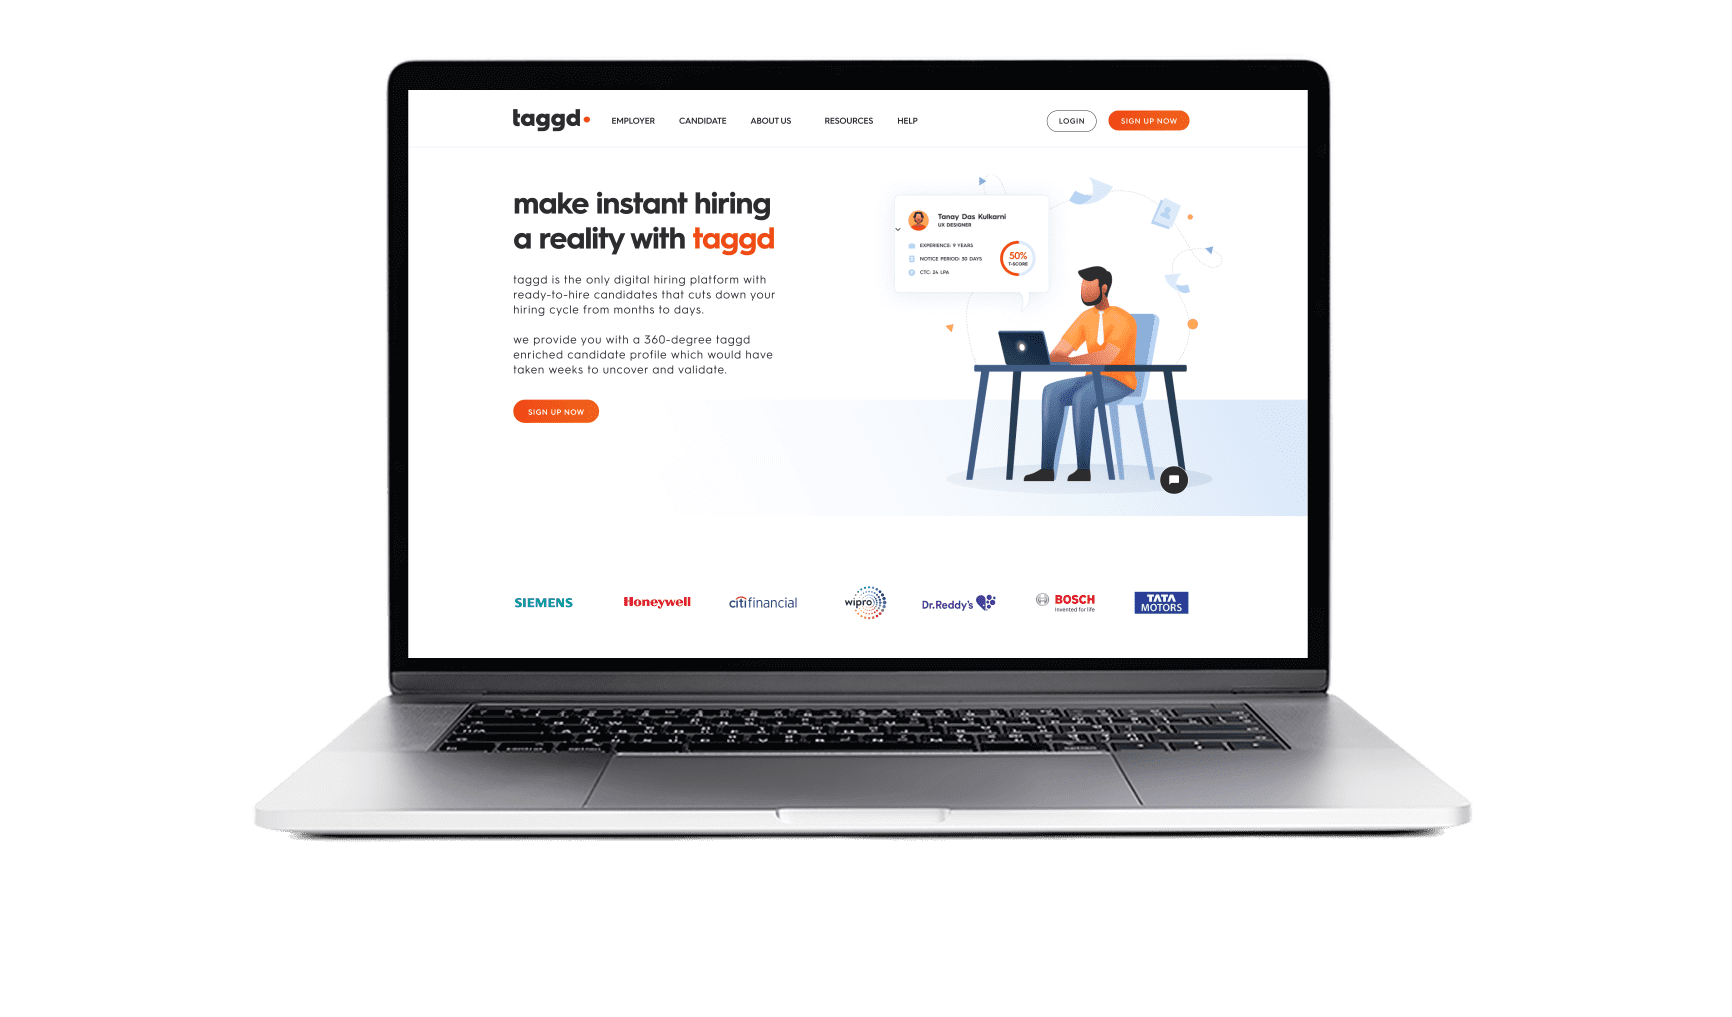 taggd
EMPLOYER CANDIDATE ABOUT US RESOURCES HELP LOGIN SIGN UP NOW
make instant hiring
a reality with taggd
taggd is the only digital hiring platform with
ready-to-hire candidates that cuts down your
hiring cycle from months to days.
we provide you with a 360-degree taggd
enriched candidate profile which would have
taken weeks to uncover and validate.
SIGN UP NOW
Tanay Das Kulkarni
UX DESIGNER
EXPERIENCE: 9 YEARS
NOTICE PERIOD: 30 DAYS
CTC: 24 LPA
50%
T-SCORE
SIEMENS
Honeywell
citifinancial
wipro
Dr.Reddy's
BOSCH
Invented for life
TATA
MOTORS